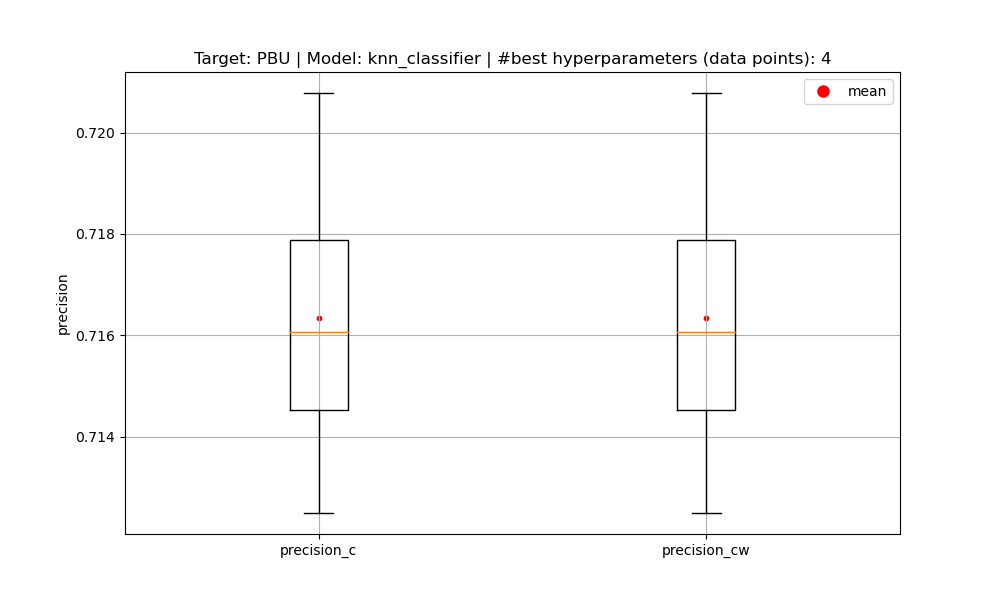 Target: PBU | Model: knn_classifier | #best hyperparameters (data points): 4
mean
0.720
0.718
0.716
0.714
precision
precision_c
precision_cw